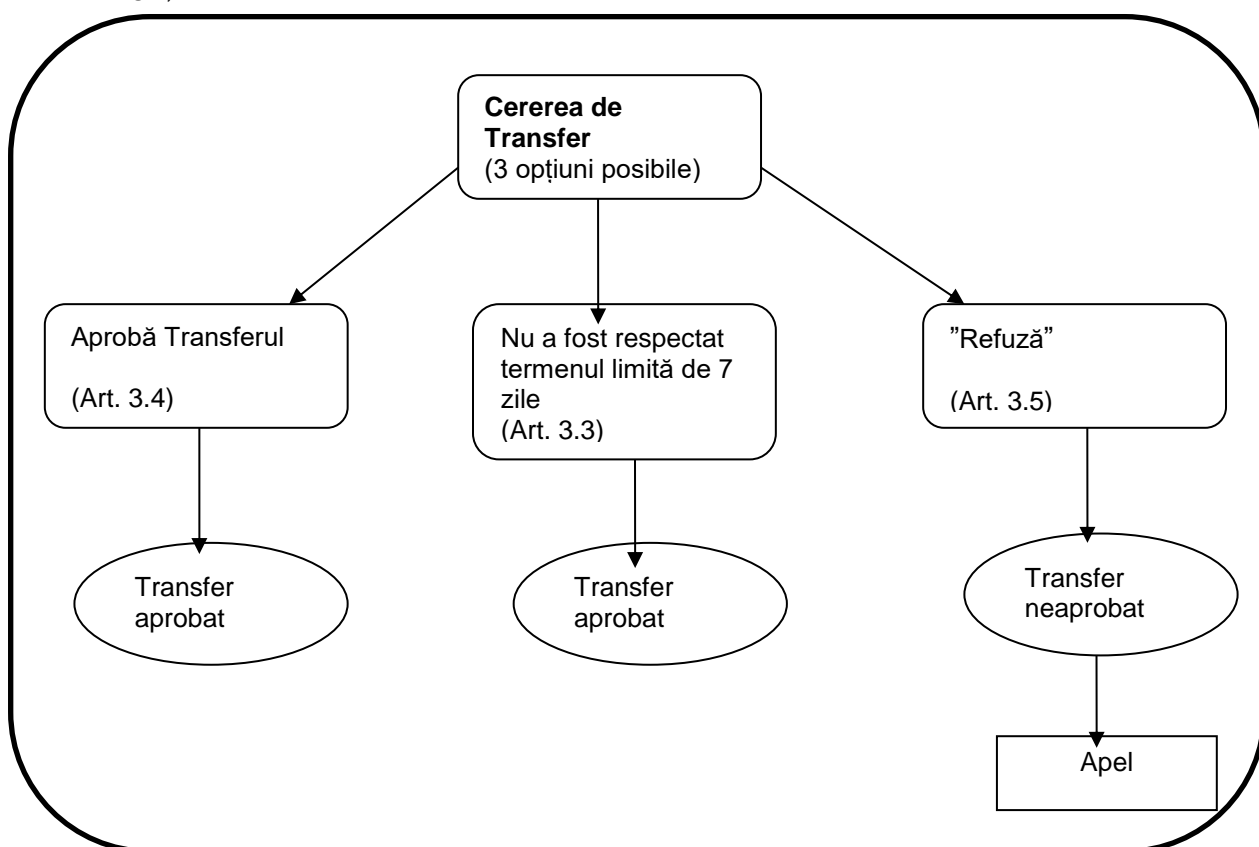 Cererea de
Transfer
(3 opțiuni posibile)
Aprobă Transferul
(Art. 3.4)
Nu a fost respectat
termenul limită de 7
zile
(Art. 3.3)
”Refuză”
(Art. 3.5)
Transfer
aprobat
Transfer
aprobat
Transfer
neaprobat
Apel